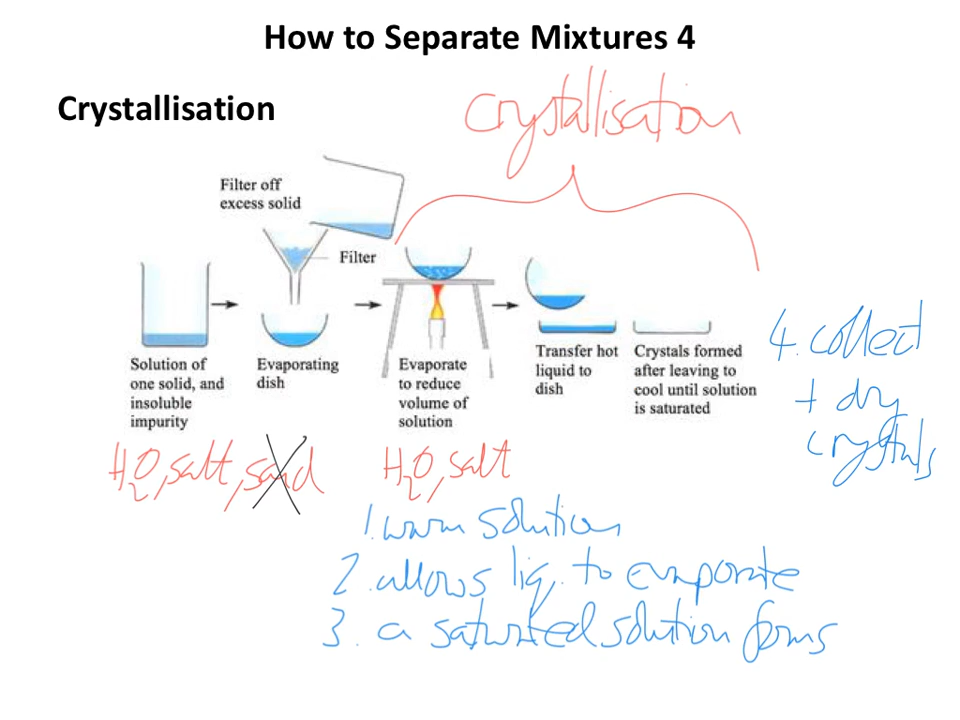 How to Separate Mixtures 4
Crystallisation
Crystallisation
Filter off
excess solid
Filter
Solution of
one solid, and
insoluble
impurity
Evaporating
dish
Evaporate
to reduce
volume of
solution
Transfer hot
liquid to
dish
Crystals formed
after leaving to
cool until solution
is saturated
4. collect
+ dry
crystals
H₂O, salt, sand
H₂O, salt
1. warm solution
2. allows liq. to evaporate
3. a saturated solution forms